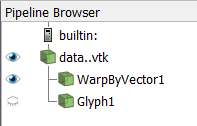 Pipeline Browser
builtin:
data..vtk
WarpByVector1
Glyph1